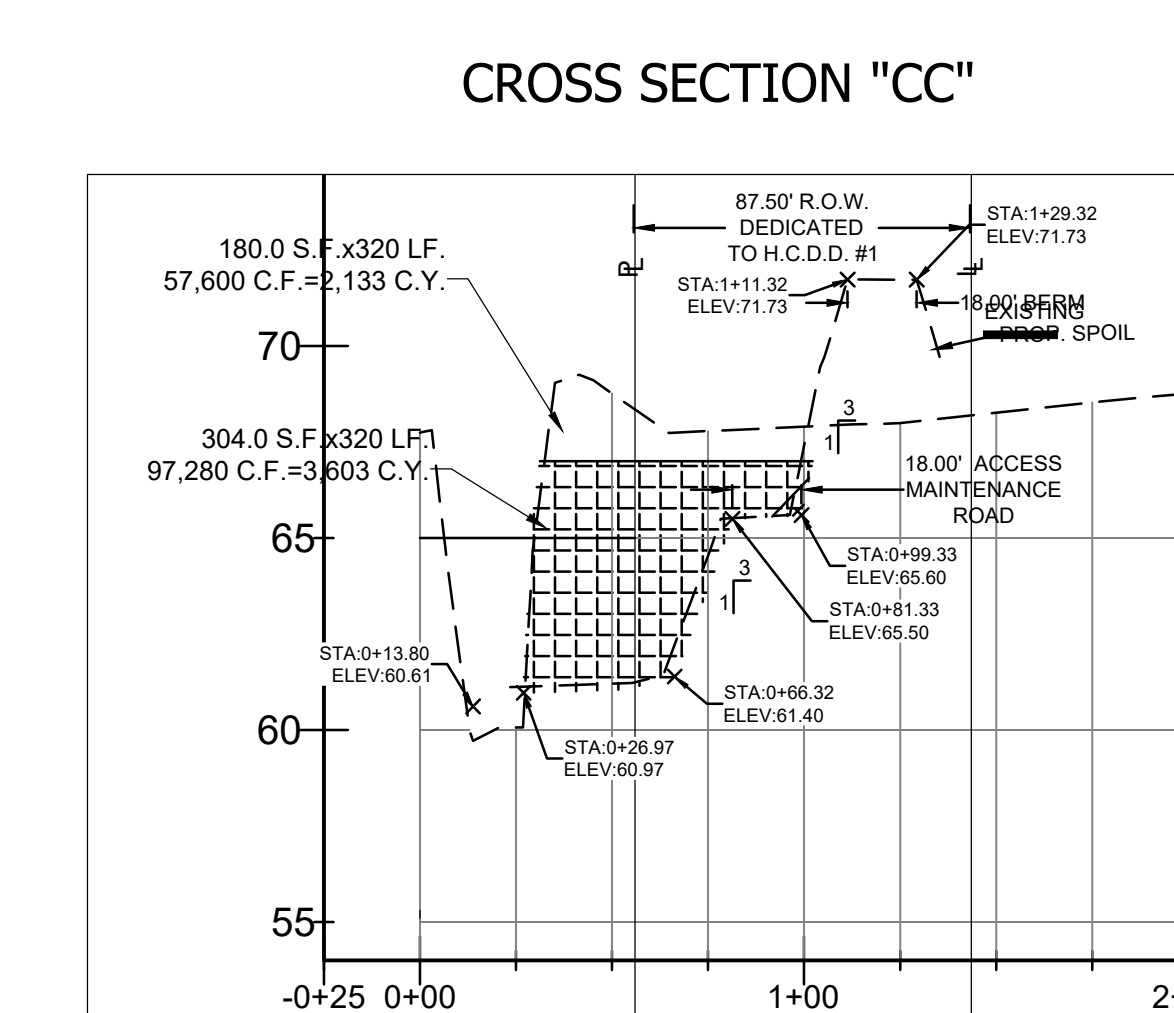 CROSS SECTION "CC"
180.0 S.F.x320 LF.
57,600 C.F.=2,133 C.Y.
87.50' R.O.W.
DEDICATED
TO H.C.D.D. #1
STA:1+29.32
ELEV:71.73
STA:1+11.32
ELEV:71.73
18.00' BERM
EXISTING
PROP. SPOIL
70
304.0 S.F.x320 LF.
97,280 C.F.=3,603 C.Y.
3
1
18.00' ACCESS
MAINTENANCE
ROAD
65
STA:0+99.33
ELEV:65.60
3
1
STA:0+81.33
ELEV:65.50
STA:0+13.80
ELEV:60.61
STA:0+66.32
ELEV:61.40
60
STA:0+26.97
ELEV:60.97
55
-0+25 0+00 1+00